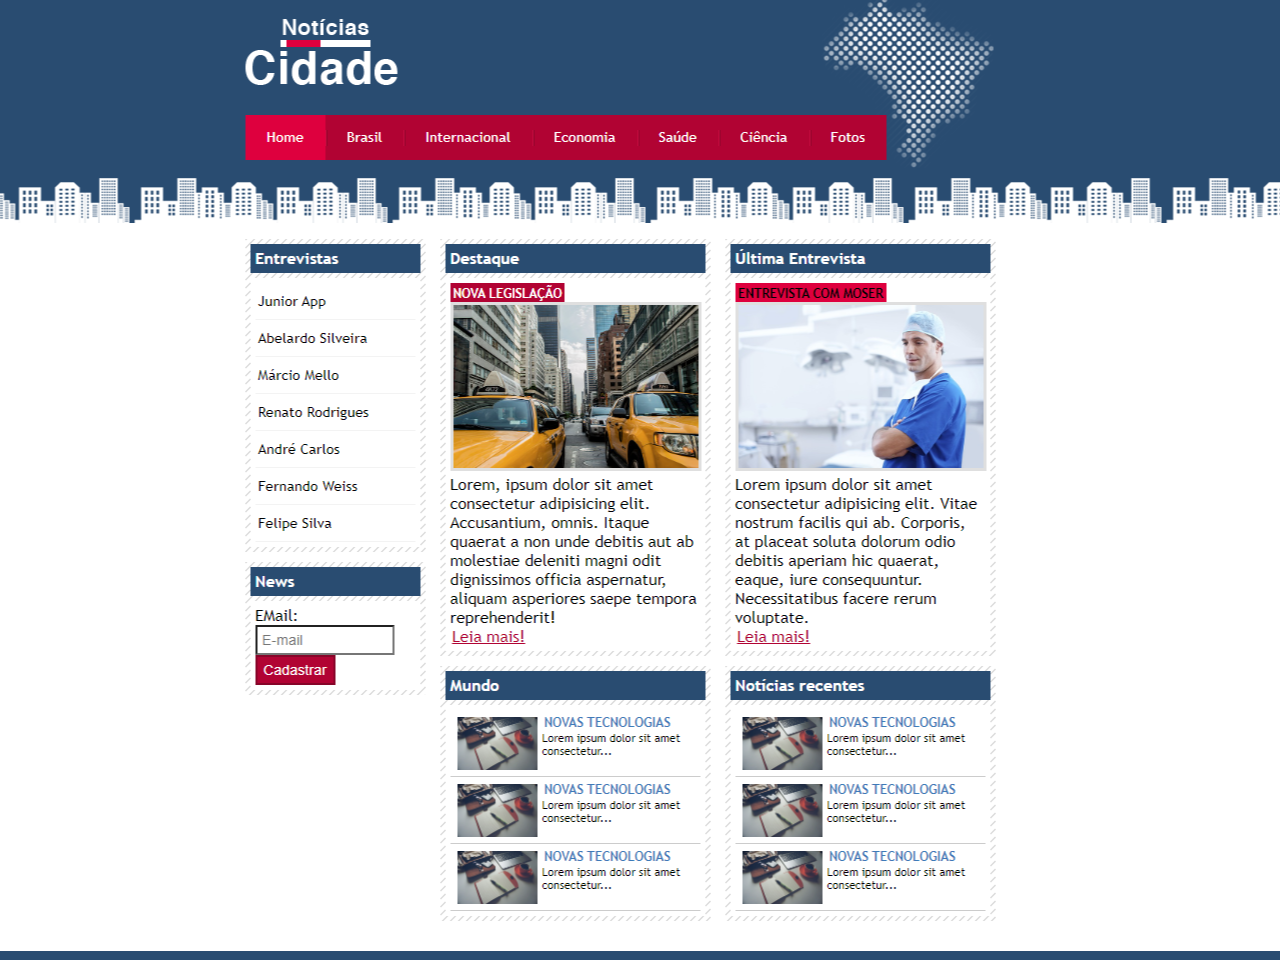 Notícias
Cidade
Home Brasil Internacional Economia Saúde Ciência Fotos
Entrevistas
Junior App
Abelardo Silveira
Márcio Mello
Renato Rodrigues
André Carlos
Fernando Weiss
Felipe Silva
News
EMail:
E-mail
Cadastrar
Destaque
NOVA LEGISLAÇÃO
Lorem, ipsum dolor sit amet
consectetur adipisicing elit.
Accusantium, omnis. Itaque
quaerat a non unde debitis aut ab
molestiae deleniti magni odit
dignissimos officia aspernatur,
aliquam asperiores saepe tempora
reprehenderit!
Leia mais!
Última Entrevista
ENTREVISTA COM MOSER
Lorem ipsum dolor sit amet
consectetur adipisicing elit. Vitae
nostrum facilis qui ab. Corporis,
at placeat soluta dolorum odio
debitis aperiam hic quaerat,
eaque, iure consequuntur.
Necessitatibus facere rerum
voluptate.
Leia mais!
Mundo
NOVAS TECNOLOGIAS
Lorem ipsum dolor sit amet
consectetur...
NOVAS TECNOLOGIAS
Lorem ipsum dolor sit amet
consectetur...
NOVAS TECNOLOGIAS
Lorem ipsum dolor sit amet
consectetur...
Notícias recentes
NOVAS TECNOLOGIAS
Lorem ipsum dolor sit amet
consectetur...
NOVAS TECNOLOGIAS
Lorem ipsum dolor sit amet
consectetur...
NOVAS TECNOLOGIAS
Lorem ipsum dolor sit amet
consectetur...